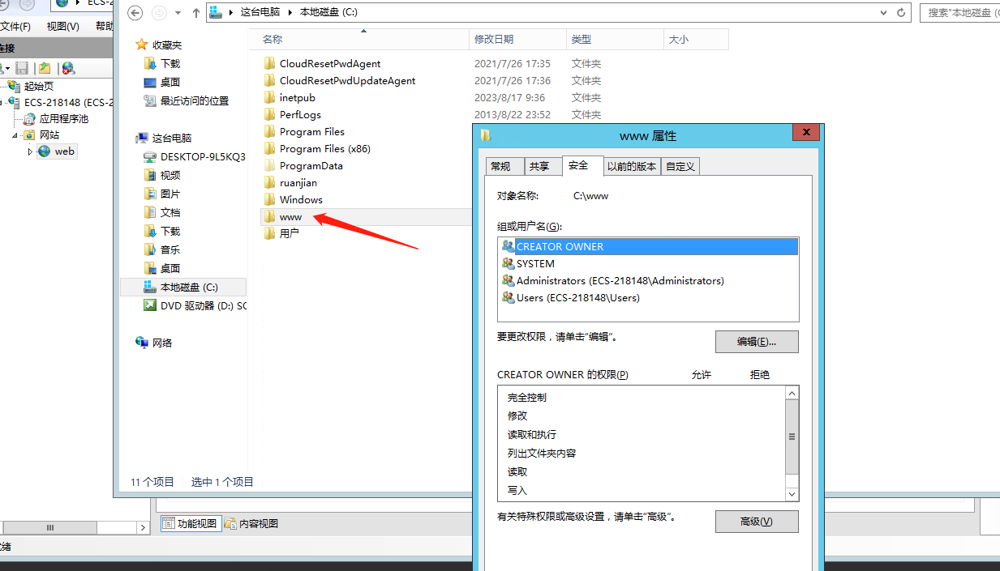 ECS-2
这台电脑 本地磁盘 (C:)
搜索"本地磁盘 (C
文件(F) 视图(V) 帮助
连接
起始页
ECS-218148 (ECS-2
应用程序池
网站
web
收藏夹
下载
桌面
最近访问的位置
这台电脑
DESKTOP-9L5KQ3
视频
图片
文档
下载
音乐
桌面
本地磁盘 (C:)
DVD 驱动器 (D:) SC
网络
名称 修改日期 类型 大小
CloudResetPwdAgent 2021/7/26 17:35 文件夹
CloudResetPwdUpdateAgent 2021/7/26 17:36 文件夹
inetpub 2023/8/17 9:36 文件夹
PerfLogs 2013/8/22 23:52 文件夹
Program Files
Program Files (x86)
ProgramData
ruanjian
Windows
www
用户
11 个项目 选中 1 个项目
www 属性
x
常规 共享 安全 以前的版本 自定义
对象名称: C:\www
组或用户名(G):
CREATOR OWNER
SYSTEM
Administrators (ECS-218148\Administrators)
Users (ECS-218148\Users)
要更改权限，请单击"编辑"。
编辑(E)...
CREATOR OWNER 的权限(P) 允许 拒绝
完全控制
修改
读取和执行
列出文件夹内容
读取
写入
有关特殊权限或高级设置，请单击"高级"。
高级(V)
功能视图 内容视图
绪